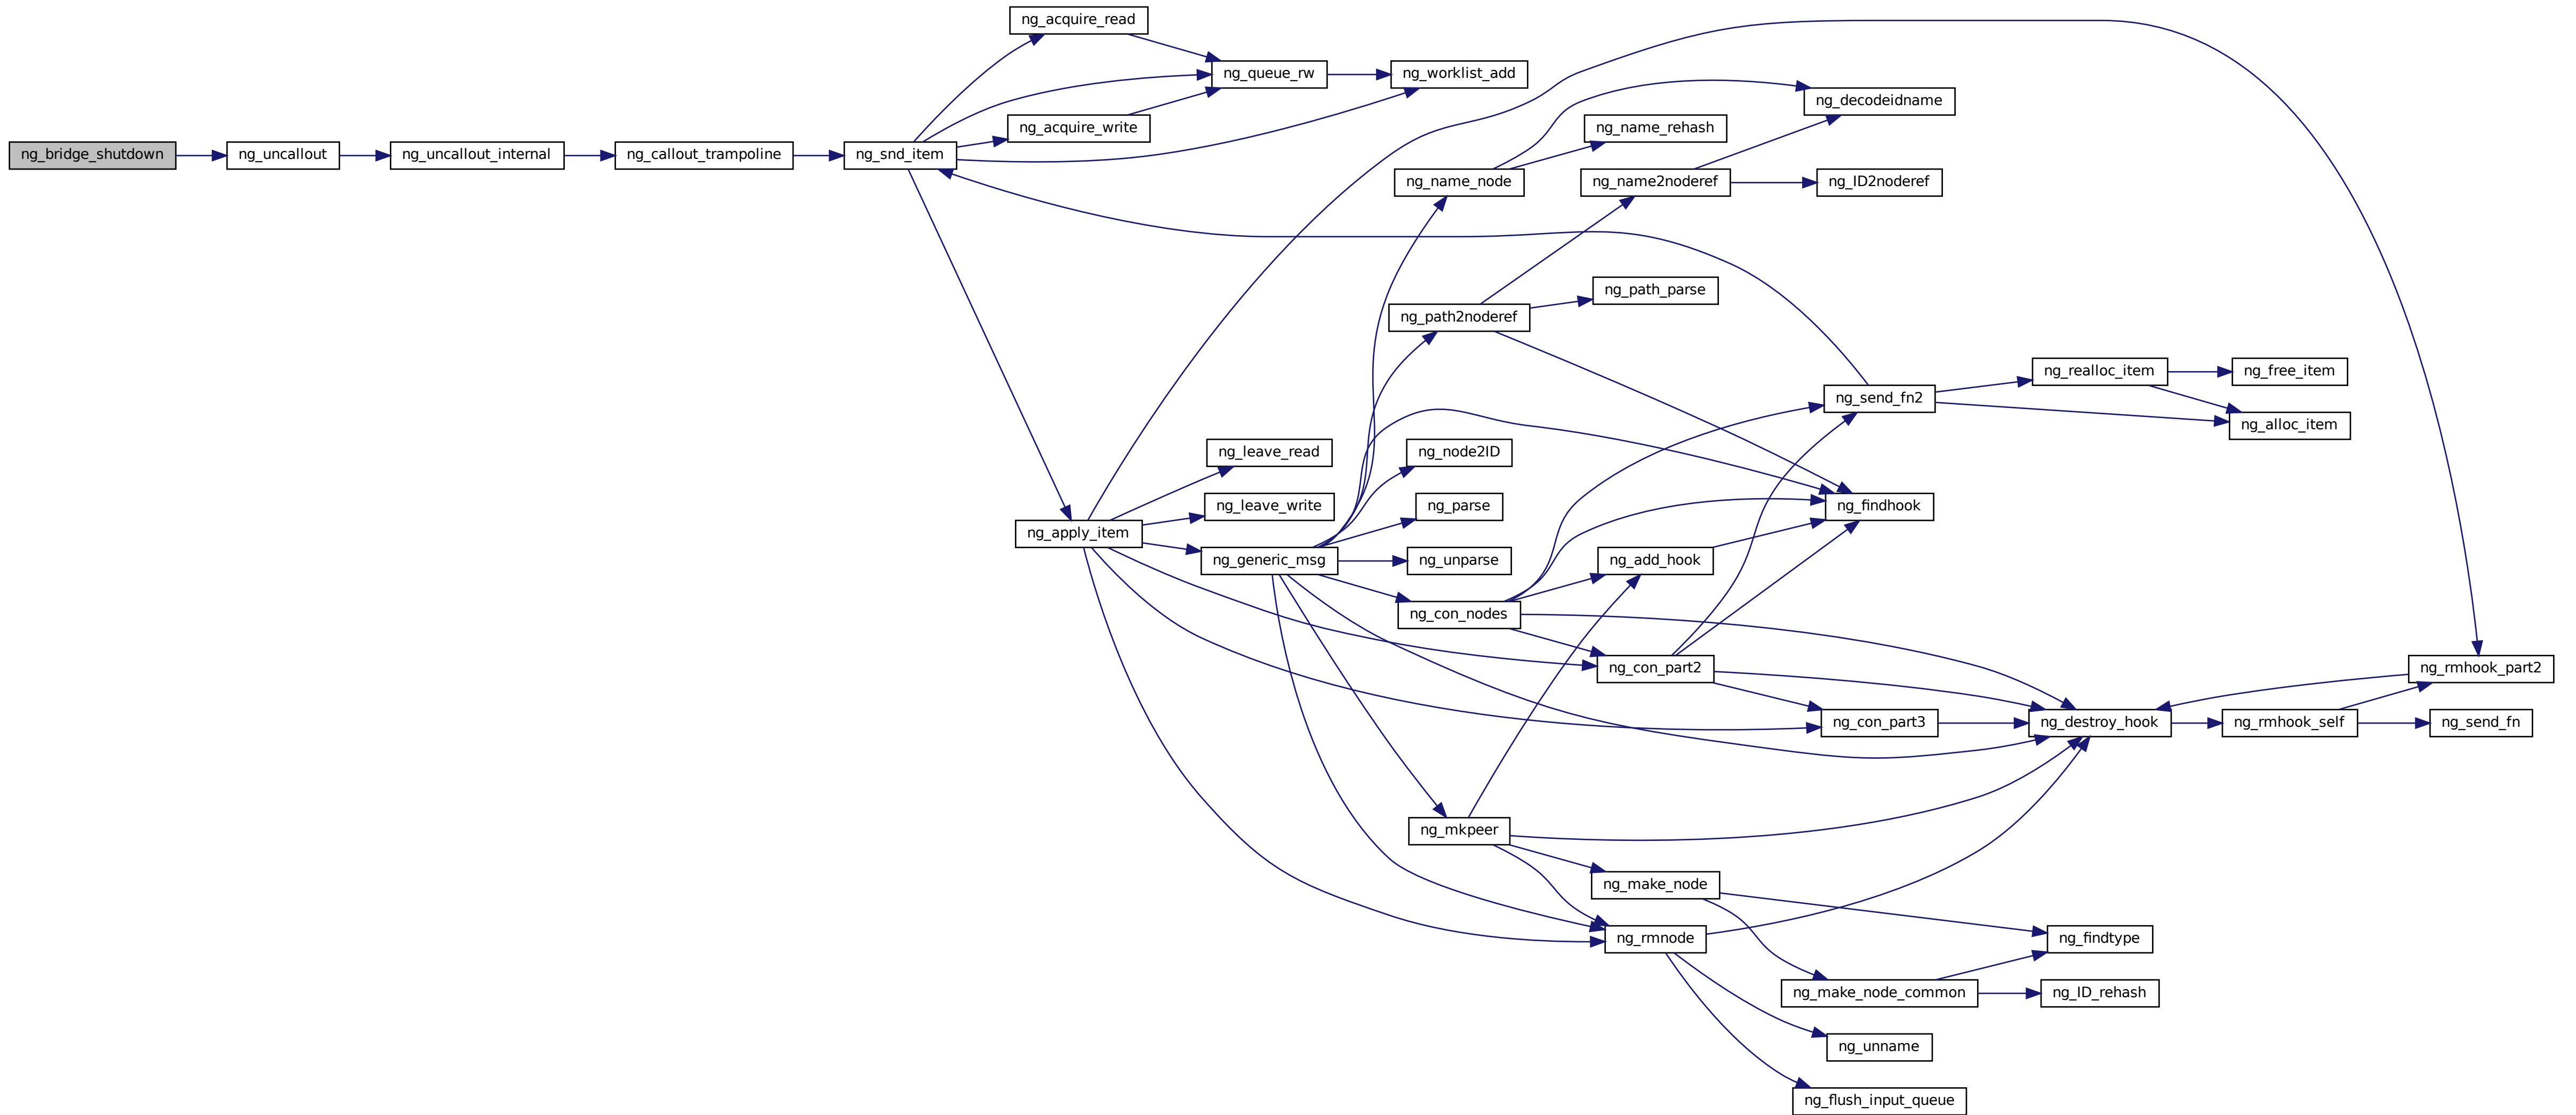 ng_acquire_read
ng_queue_rw
ng_worklist_add
ng_decodeidname
ng_acquire_write
ng_name_rehash
ng_bridge_shutdown
ng_uncallout
ng_uncallout_internal
ng_callout_trampoline
ng_snd_item
ng_name_node
ng_name2noderef
ng_ID2noderef
ng_path_parse
ng_path2noderef
ng_realloc_item
ng_free_item
ng_send_fn2
ng_alloc_item
ng_leave_read
ng_node2ID
ng_leave_write
ng_parse
ng_findhook
ng_apply_item
ng_generic_msg
ng_unparse
ng_add_hook
ng_con_nodes
ng_con_part2
ng_rmhook_part2
ng_con_part3
ng_destroy_hook
ng_rmhook_self
ng_send_fn
ng_mkpeer
ng_make_node
ng_rmnode
ng_findtype
ng_make_node_common
ng_ID_rehash
ng_unname
ng_flush_input_queue